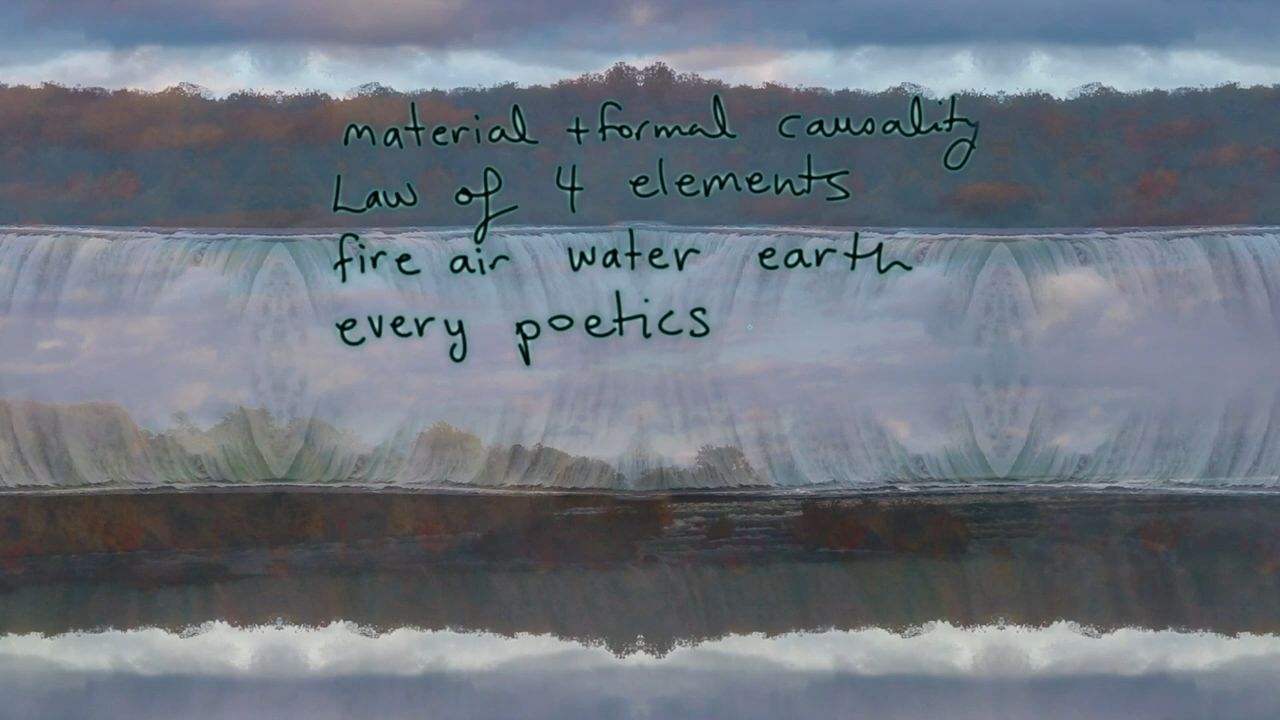 material + formal causality
Law of 4 elements
fire air water earth
every poetics